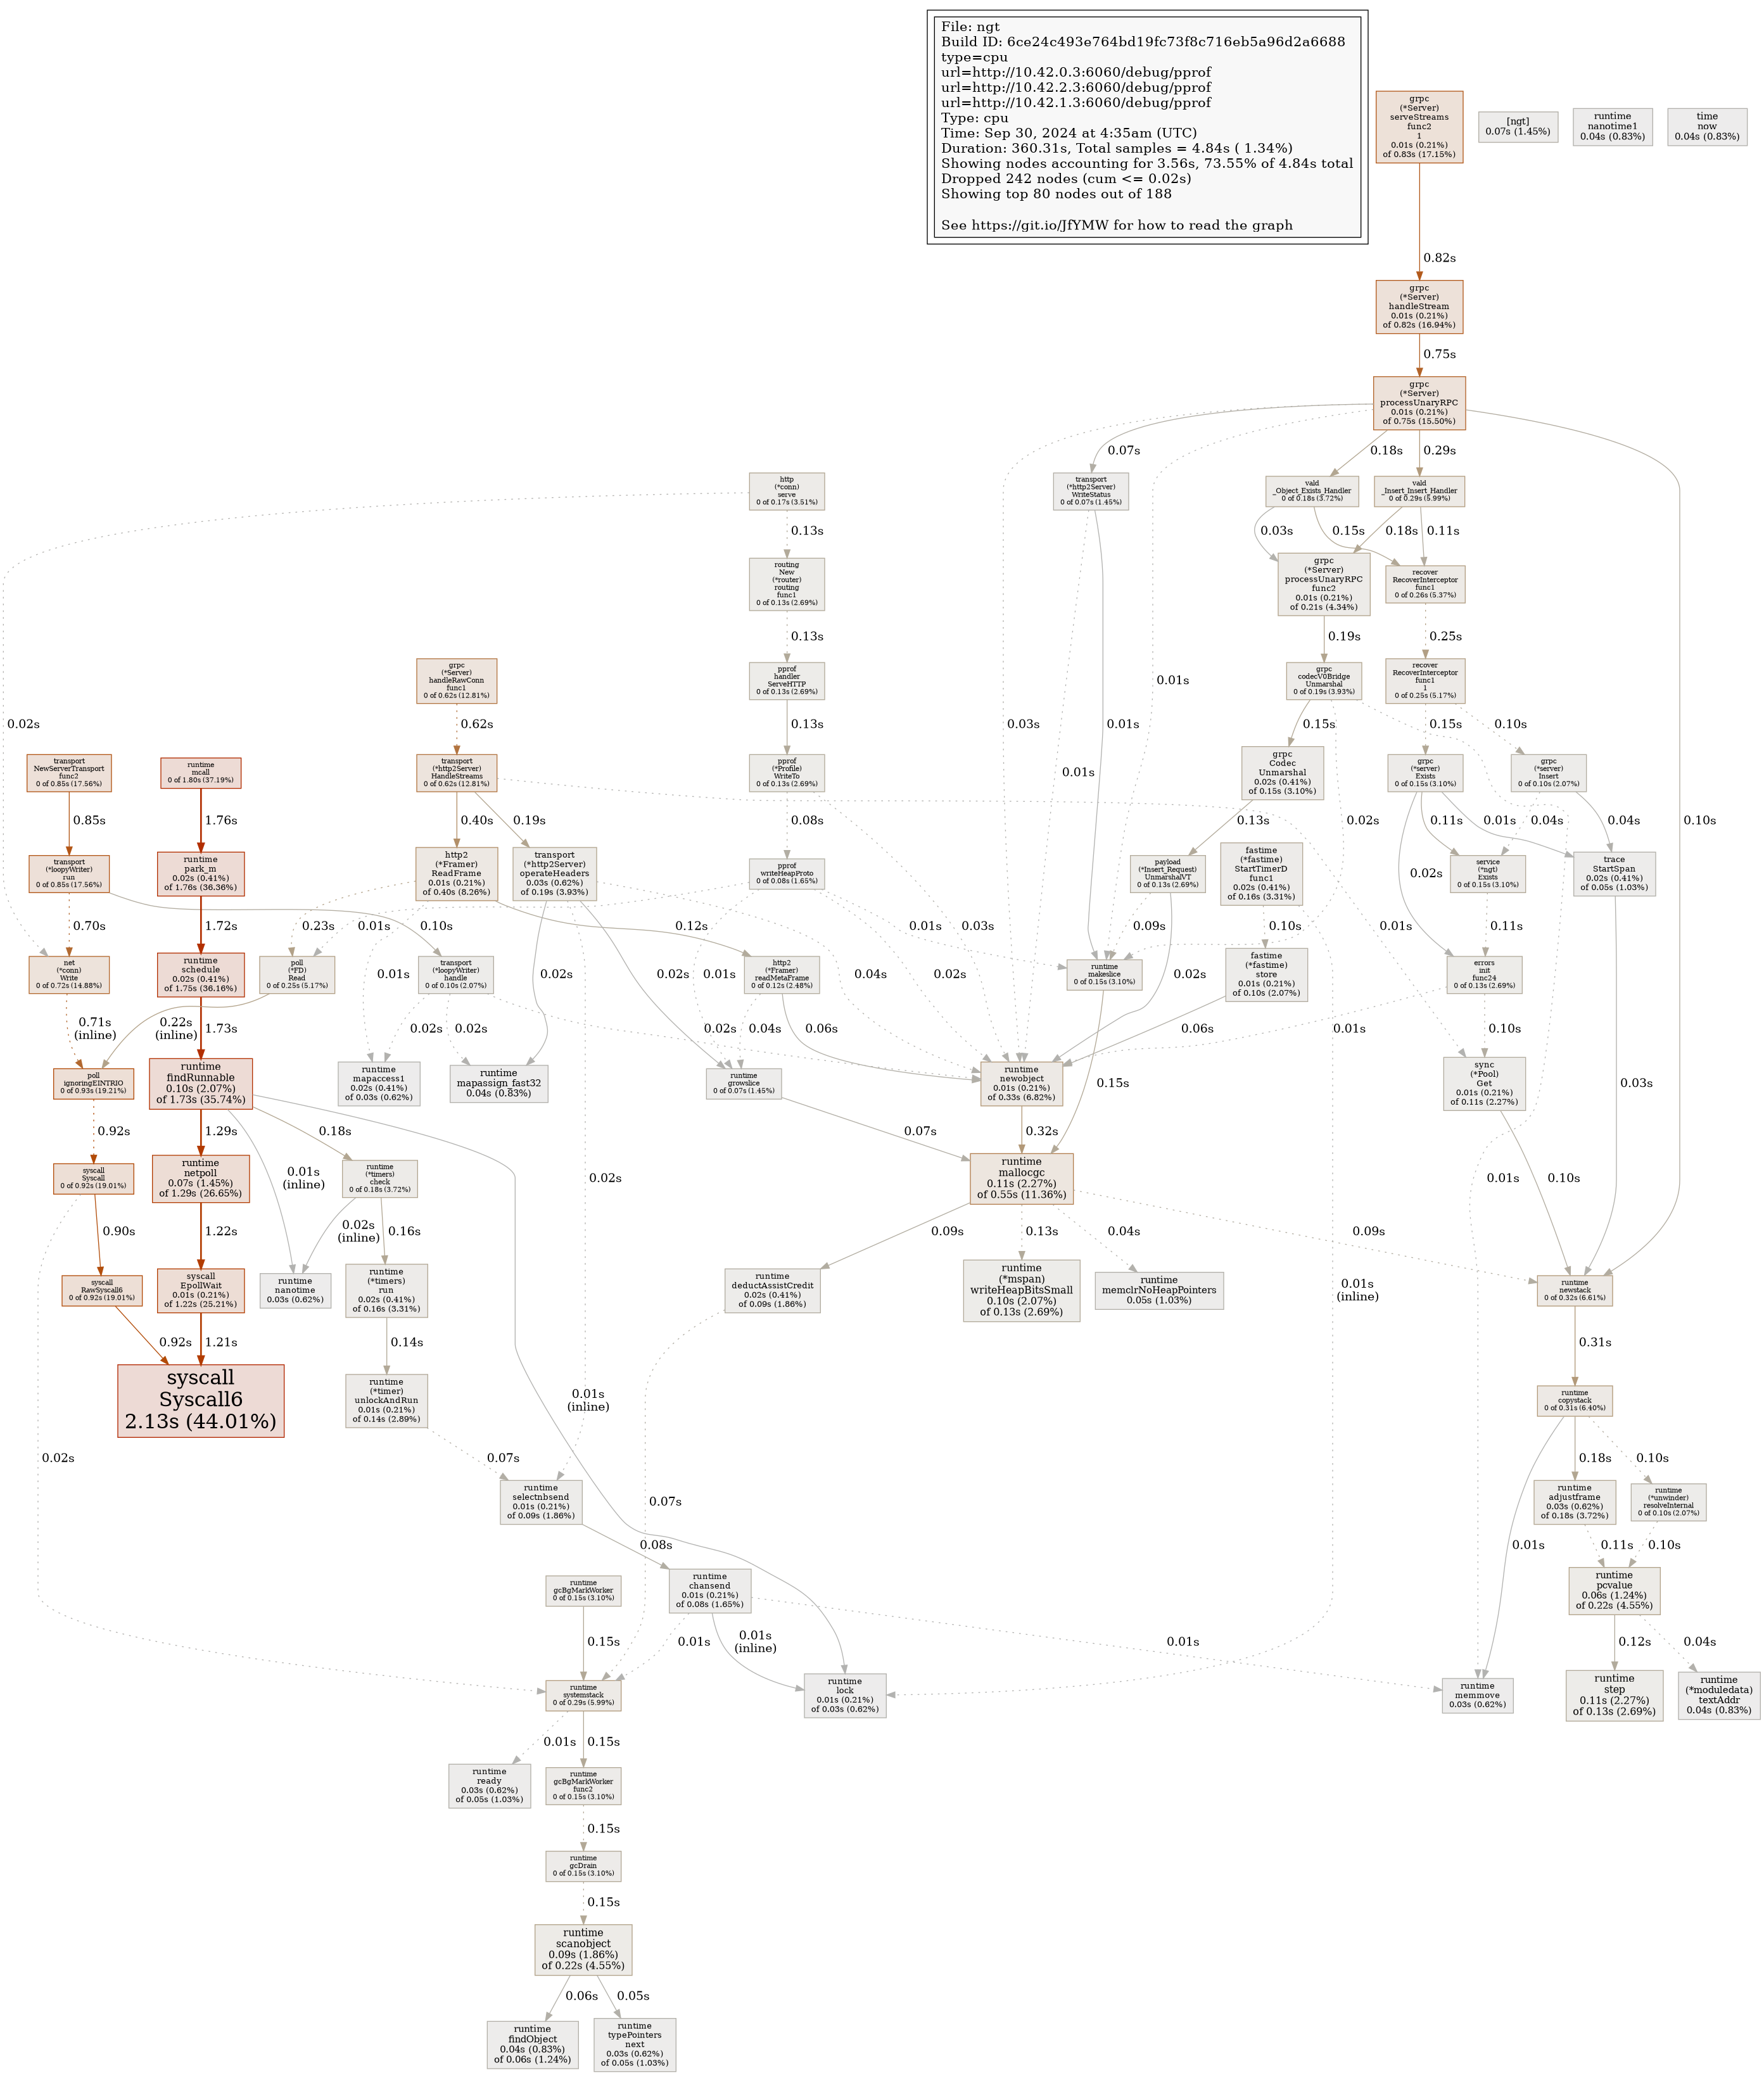 File: ngt
Build ID: 6ce24c493e764bd19fc73f8c716eb5a96d2a6688
type=cpu
url=http://10.42.0.3:6060/debug/pprof
url=http://10.42.2.3:6060/debug/pprof
url=http://10.42.1.3:6060/debug/pprof
Type: cpu
Time: Sep 30, 2024 at 4:35am (UTC)
Duration: 360.31s, Total samples = 4.84s ( 1.34%)
Showing nodes accounting for 3.56s, 73.55% of 4.84s total
Dropped 242 nodes (cum <= 0.02s)
Showing top 80 nodes out of 188
See https://git.io/JfYMW for how to read the graph
grpc
(*Server)
serveStreams
func2
1
0.01s (0.21%)
of 0.83s (17.15%)
[ngt]
0.07s (1.45%)
runtime
nanotime1
0.04s (0.83%)
time
now
0.04s (0.83%)
0.82s
grpc
(*Server)
handleStream
0.01s (0.21%)
of 0.82s (16.94%)
0.75s
grpc
(*Server)
processUnaryRPC
0.01s (0.21%)
of 0.75s (15.50%)
0.07s
0.18s
0.29s
http
(*conn)
serve
0 of 0.17s (3.51%)
transport
(*http2Server)
WriteStatus
0 of 0.07s (1.45%)
vald
_Object_Exists_Handler
0 of 0.18s (3.72%)
vald
_Insert_Insert_Handler
0 of 0.29s (5.99%)
0.13s
0.03s
0.15s
0.18s
0.11s
routing
New
(*router)
routing
func1
0 of 0.13s (2.69%)
grpc
(*Server)
processUnaryRPC
func2
0.01s (0.21%)
of 0.21s (4.34%)
recover
RecoverInterceptor
func1
0 of 0.26s (5.37%)
0.13s
0.19s
0.25s
grpc
(*Server)
handleRawConn
func1
0 of 0.62s (12.81%)
pprof
handler
ServeHTTP
0 of 0.13s (2.69%)
0.01s
grpc
codecV0Bridge
Unmarshal
0 of 0.19s (3.93%)
recover
RecoverInterceptor
func1
1
0 of 0.25s (5.17%)
0.02s
0.62s
0.13s
0.03s
0.01s
0.15s
0.15s
0.10s
transport
NewServerTransport
func2
0 of 0.85s (17.56%)
runtime
mcall
0 of 1.80s (37.19%)
transport
(*http2Server)
HandleStreams
0 of 0.62s (12.81%)
pprof
(*Profile)
WriteTo
0 of 0.13s (2.69%)
0.01s
grpc
Codec
Unmarshal
0.02s (0.41%)
of 0.15s (3.10%)
grpc
(*server)
Exists
0 of 0.15s (3.10%)
grpc
(*server)
Insert
0 of 0.10s (2.07%)
0.85s
1.76s
0.40s
0.19s
0.08s
0.13s
0.02s
0.11s
0.01s
0.04s
0.04s
0.10s
transport
(*loopyWriter)
run
0 of 0.85s (17.56%)
runtime
park_m
0.02s (0.41%)
of 1.76s (36.36%)
http2
(*Framer)
ReadFrame
0.01s (0.21%)
of 0.40s (8.26%)
transport
(*http2Server)
operateHeaders
0.03s (0.62%)
of 0.19s (3.93%)
pprof
writeHeapProto
0 of 0.08s (1.65%)
payload
(*Insert_Request)
UnmarshalVT
0 of 0.13s (2.69%)
fastime
(*fastime)
StartTimerD
func1
0.02s (0.41%)
of 0.16s (3.31%)
0.02s
service
(*ngt)
Exists
0 of 0.15s (3.10%)
trace
StartSpan
0.02s (0.41%)
of 0.05s (1.03%)
0.70s
1.72s
0.23s
0.01s
0.10s
0.12s
0.01s
0.03s
0.09s
0.10s
0.01s
0.11s
net
(*conn)
Write
0 of 0.72s (14.88%)
runtime
schedule
0.02s (0.41%)
of 1.75s (36.16%)
poll
(*FD)
Read
0 of 0.25s (5.17%)
0.01s
transport
(*loopyWriter)
handle
0 of 0.10s (2.07%)
0.02s
0.02s
http2
(*Framer)
readMetaFrame
0 of 0.12s (2.48%)
0.01s
0.04s
0.02s
runtime
makeslice
0 of 0.15s (3.10%)
0.02s
fastime
(*fastime)
store
0.01s (0.21%)
of 0.10s (2.07%)
errors
init
func24
0 of 0.13s (2.69%)
0.71s
(inline)
0.22s
(inline)
1.73s
0.02s
0.02s
0.02s
0.04s
0.06s
0.06s
0.01s
0.10s
poll
ignoringEINTRIO
0 of 0.93s (19.21%)
runtime
findRunnable
0.10s (2.07%)
of 1.73s (35.74%)
runtime
mapaccess1
0.02s (0.41%)
of 0.03s (0.62%)
runtime
mapassign_fast32
0.04s (0.83%)
runtime
growslice
0 of 0.07s (1.45%)
runtime
newobject
0.01s (0.21%)
of 0.33s (6.82%)
0.15s
sync
(*Pool)
Get
0.01s (0.21%)
of 0.11s (2.27%)
0.03s
0.92s
1.29s
0.18s
0.07s
0.32s
syscall
Syscall
0 of 0.92s (19.01%)
runtime
netpoll
0.07s (1.45%)
of 1.29s (26.65%)
0.01s
(inline)
runtime
(*timers)
check
0 of 0.18s (3.72%)
0.02s
runtime
mallocgc
0.11s (2.27%)
of 0.55s (11.36%)
0.01s
0.10s
0.90s
1.22s
0.02s
(inline)
0.16s
0.09s
0.13s
0.04s
0.09s
syscall
RawSyscall6
0 of 0.92s (19.01%)
syscall
EpollWait
0.01s (0.21%)
of 1.22s (25.21%)
runtime
nanotime
0.03s (0.62%)
runtime
(*timers)
run
0.02s (0.41%)
of 0.16s (3.31%)
runtime
deductAssistCredit
0.02s (0.41%)
of 0.09s (1.86%)
runtime
(*mspan)
writeHeapBitsSmall
0.10s (2.07%)
of 0.13s (2.69%)
runtime
memclrNoHeapPointers
0.05s (1.03%)
0.01s
(inline)
runtime
newstack
0 of 0.32s (6.61%)
0.92s
1.21s
0.14s
0.31s
syscall
Syscall6
2.13s (44.01%)
runtime
(*timer)
unlockAndRun
0.01s (0.21%)
of 0.14s (2.89%)
0.01s
(inline)
runtime
copystack
0 of 0.31s (6.40%)
0.02s
0.07s
0.07s
0.18s
0.10s
runtime
selectnbsend
0.01s (0.21%)
of 0.09s (1.86%)
runtime
adjustframe
0.03s (0.62%)
of 0.18s (3.72%)
runtime
(*unwinder)
resolveInternal
0 of 0.10s (2.07%)
0.08s
0.01s
0.11s
0.10s
runtime
gcBgMarkWorker
0 of 0.15s (3.10%)
runtime
chansend
0.01s (0.21%)
of 0.08s (1.65%)
runtime
pcvalue
0.06s (1.24%)
of 0.22s (4.55%)
0.15s
0.01s
0.01s
(inline)
0.01s
0.12s
0.04s
runtime
systemstack
0 of 0.29s (5.99%)
runtime
lock
0.01s (0.21%)
of 0.03s (0.62%)
runtime
memmove
0.03s (0.62%)
runtime
step
0.11s (2.27%)
of 0.13s (2.69%)
runtime
(*moduledata)
textAddr
0.04s (0.83%)
0.01s
0.15s
runtime
ready
0.03s (0.62%)
of 0.05s (1.03%)
runtime
gcBgMarkWorker
func2
0 of 0.15s (3.10%)
0.15s
runtime
gcDrain
0 of 0.15s (3.10%)
0.15s
runtime
scanobject
0.09s (1.86%)
of 0.22s (4.55%)
0.06s
0.05s
runtime
findObject
0.04s (0.83%)
of 0.06s (1.24%)
runtime
typePointers
next
0.03s (0.62%)
of 0.05s (1.03%)